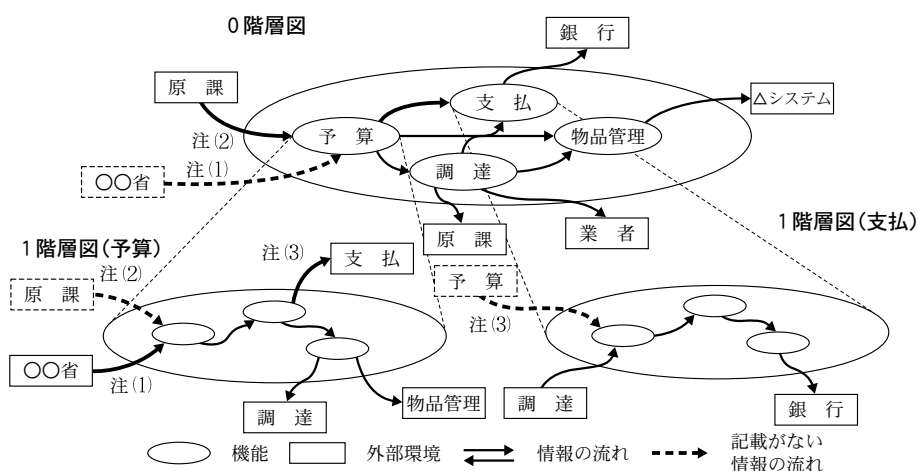 0階層図
銀 行
原 課
支 払
△システム
予 算
物品管理
注(2)
注(1)
調 達
○○省
原 課
業 者
1階層図(支払)
1階層図(予算)
注(3)
支 払
注(2)
原 課
予 算
注(3)
○○省
注(1)
調 達
物品管理
調 達
銀 行
機能
外部環境
情報の流れ
記載がない
情報の流れ